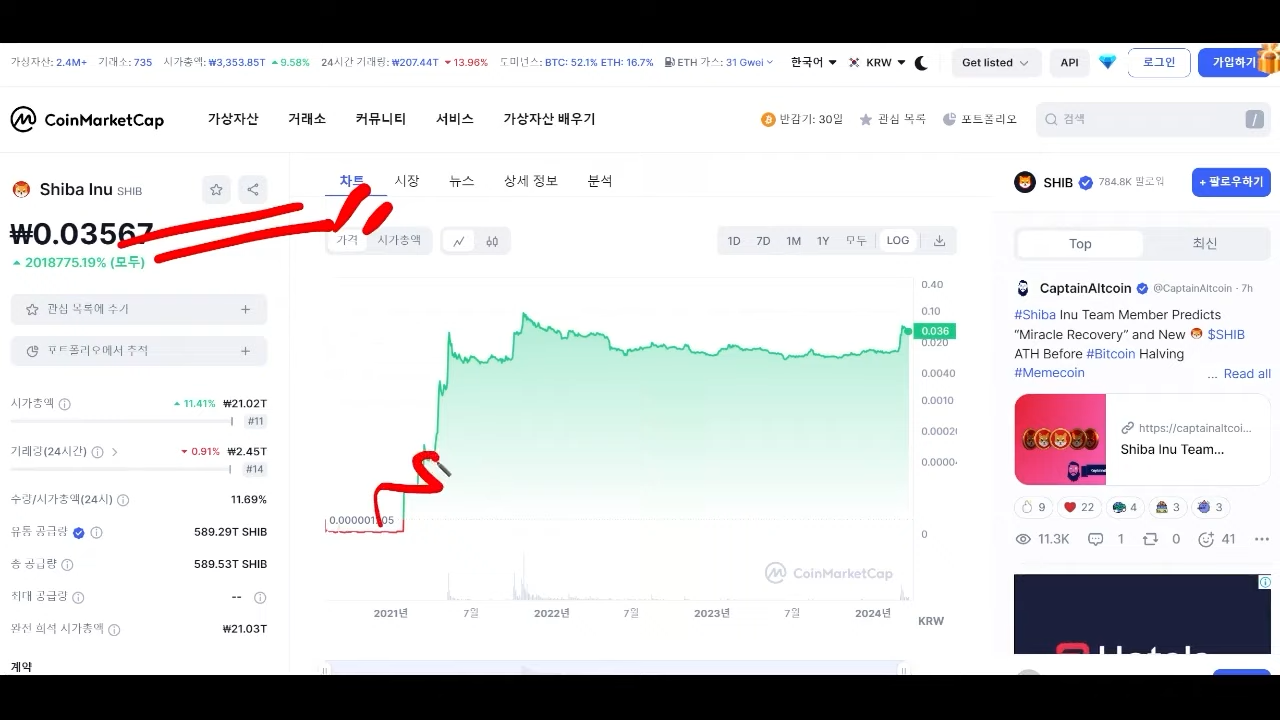 가상자산: 2.4M+ 거래소: 735 시가총액: ₩3,353.85T 9.58% 24시간 거래량: ₩207.44T 13.96% 도미넌스: BTC: 52.1% ETH: 16.7% ETH 가스: 31 Gwei 한국어 KRW Get listed API 로그인 가입하기
CoinMarketCap 가상자산 거래소 커뮤니티 서비스 가상자산 배우기 반감기: 30일 관심 목록 포트폴리오 검색 /
Shiba Inu SHIB
₩0.03567
2018775.19% (모두)
관심 목록에 추가 +
포트폴리오에서 추적 +
시가총액 11.41% ₩21.02T
#11
거래량(24시간) 0.91% ₩2.45T
#14
수량/시가총액(24시) 11.69%
유통 공급량 589.29T SHIB
총 공급량 589.53T SHIB
최대 공급량 --
완전 희석 시가총액 ₩21.03T
계약
차트 시장 뉴스 상세 정보 분석
가격 시가총액 1D 7D 1M 1Y 모두 LOG
0.40
0.10
0.036
0.020
0.0040
0.0010
0.0002
0.0000
0
CoinMarketCap
2021년 7월 2022년 7월 2023년 7월 2024년
KRW
SHIB 784.8K 팔로워 + 팔로우하기
Top 최신
CaptainAltcoin @CaptainAltcoin · 7h
#Shiba Inu Team Member Predicts
“Miracle Recovery” and New $SHIB
ATH Before #Bitcoin Halving
#Memecoin ... Read all
https://captainaltcoi...
Shiba Inu Team...
9 22 4 3 3
11.3K 1 0 41